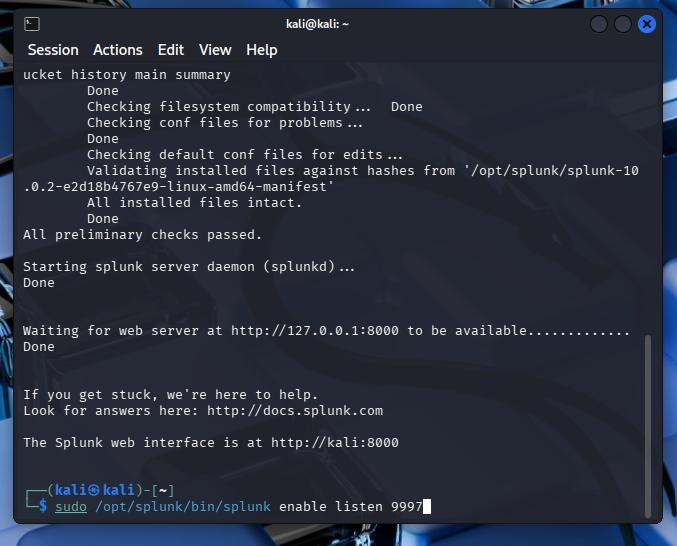 kali@kali: ~
Session Actions Edit View Help
ucket history main summary
Done
Checking filesystem compatibility ... Done
Checking conf files for problems ...
Done
Checking default conf files for edits ...
Validating installed files against hashes from '/opt/splunk/splunk-10
.0.2-e2d18b4767e9-linux-amd64-manifest'
All installed files intact.
Done
All preliminary checks passed.
Starting splunk server daemon (splunkd) ...
Done
Waiting for web server at http://127.0.0.1:8000 to be available.............
Done
If you get stuck, we're here to help.
Look for answers here: http://docs.splunk.com
The Splunk web interface is at http://kali:8000
┌──(kali㉿kali)-[~]
└─$ sudo /opt/splunk/bin/splunk enable listen 9997